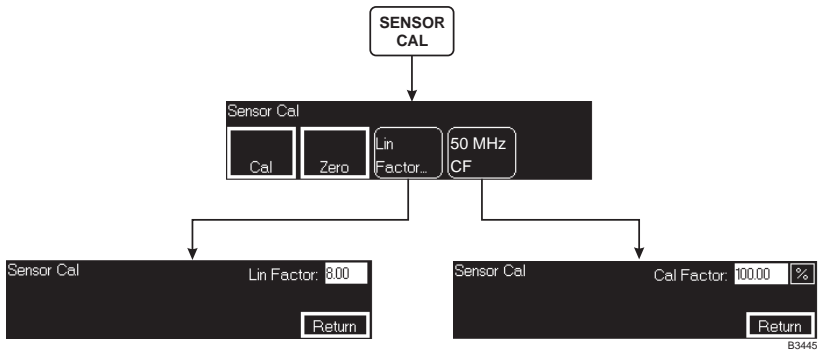 SENSOR
CAL
Sensor Cal
Cal
Zero
Lin
Factor...
50 MHz
CF
Sensor Cal
Lin Factor: 8.00
Return
Sensor Cal
Cal Factor: 100.00 %
Return
B3445